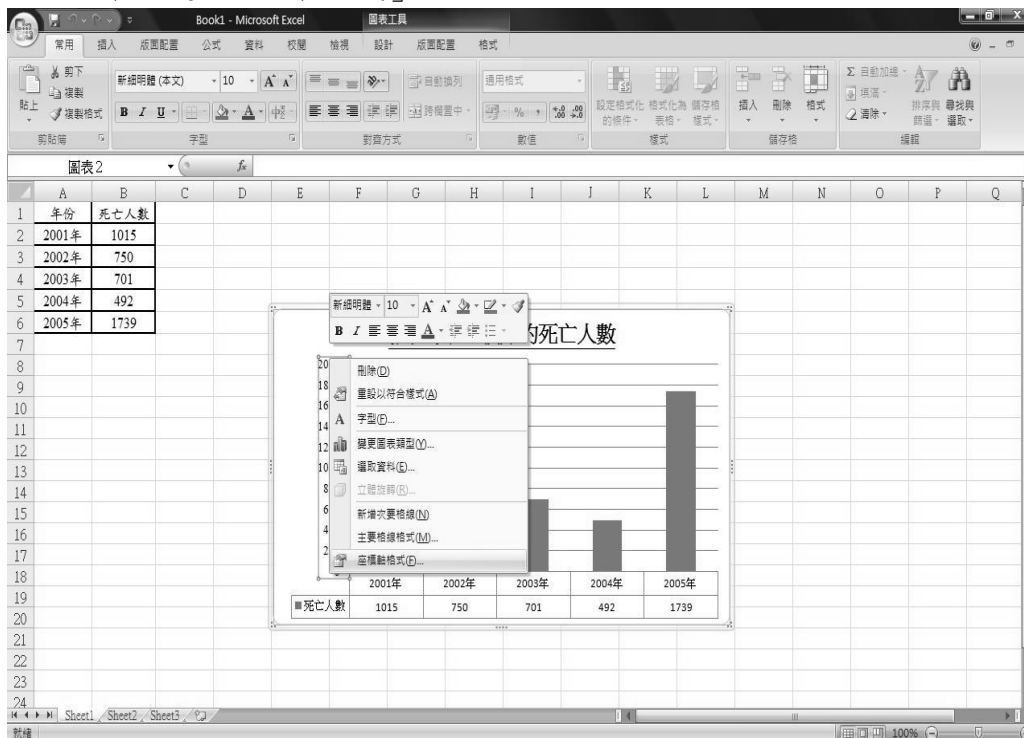 Book1 - Microsoft Excel 圖表工具
常用 插入 版面配置 公式 資料 校閱 檢視 設計 版面配置 格式
剪下
複製
複製格式
貼上
剪貼簿
新細明體 (本文) 10 A A
B I U A 中
字型
自動換列
跨欄置中
對齊方式
通用格式
% ,
數值
設定格式化的條件 格式化為表格 儲存格樣式
樣式
插入 刪除 格式
儲存格
Σ 自動加總
填滿
清除
排序與篩選 尋找與選取
編輯
圖表 2 fx
A B C D E F G H I J K L M N O P Q
1 年份 死亡人數
2 2001年 1015
3 2002年 750
4 2003年 701
5 2004年 492
6 2005年 1739
7
8
9
10
11
12
13
14
15
16
17
18
19
20
21
22
23
24
新細明體 10 A A
B I A
的死亡人數
20
18
16
14
12
10
8
6
4
2
刪除(D)
重設以符合樣式(A)
A 字型(F)...
變更圖表類型(Y)...
選取資料(E)...
立體旋轉(R)...
新增次要格線(N)
主要格線格式(M)...
座標軸格式(F)...
2001年 2002年 2003年 2004年 2005年
死亡人數 1015 750 701 492 1739
Sheet1 Sheet2 Sheet3
就緒 100%